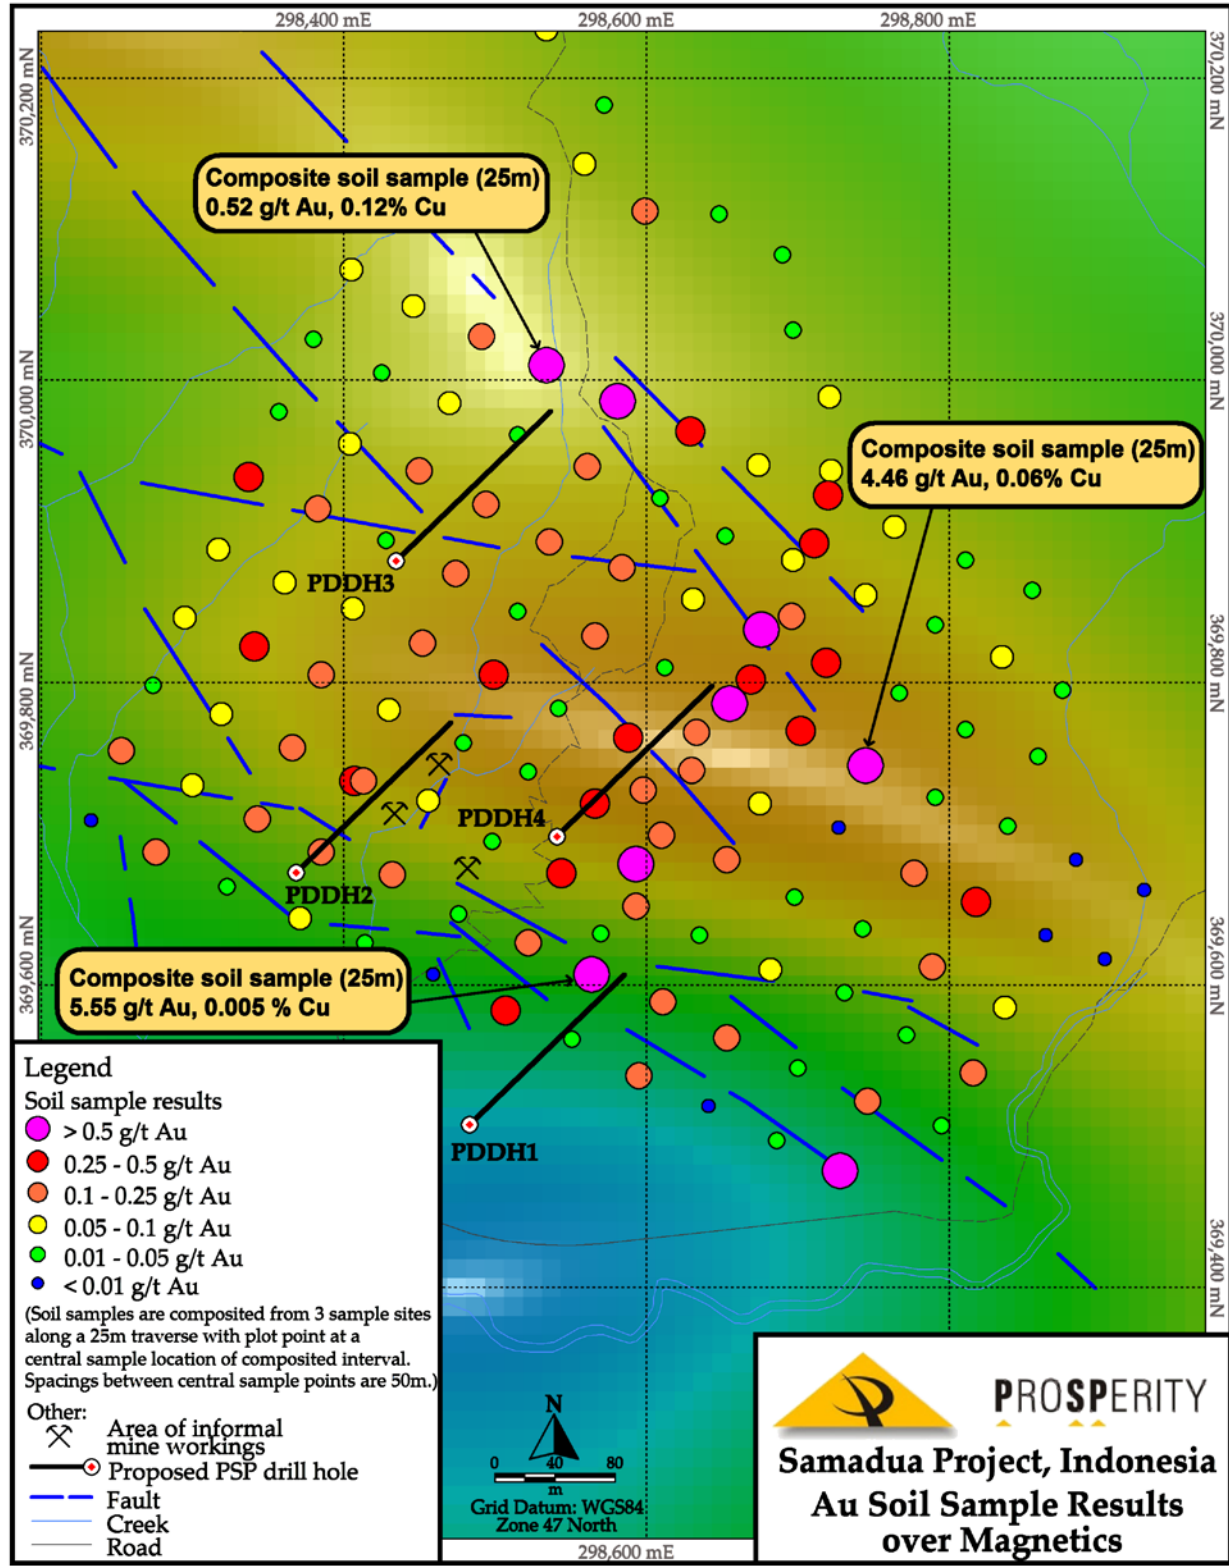 298,400 mE
298,600 mE
298,800 mE
370,200 mN
370,200 mN
Composite soil sample (25m)
0.52 g/t Au, 0.12% Cu
370,000 mN
370,000 mN
Composite soil sample (25m)
4.46 g/t Au, 0.06% Cu
PDDH3
369,800 mN
369,800 mN
PDDH4
PDDH2
369,600 mN
369,600 mN
Composite soil sample (25m)
5.55 g/t Au, 0.005 % Cu
PDDH1
369,400 mN
Legend
Soil sample results
> 0.5 g/t Au
0.25 - 0.5 g/t Au
0.1 - 0.25 g/t Au
0.05 - 0.1 g/t Au
0.01 - 0.05 g/t Au
< 0.01 g/t Au
(Soil samples are composited from 3 sample sites
along a 25m traverse with plot point at a
central sample location of composited interval.
Spacings between central sample points are 50m.)
Other:
Area of informal
mine workings
Proposed PSP drill hole
Fault
Creek
Road
N
0 40 80
m
Grid Datum: WGS84
Zone 47 North
298,600 mE
PROSPERITY
Samadua Project, Indonesia
Au Soil Sample Results
over Magnetics